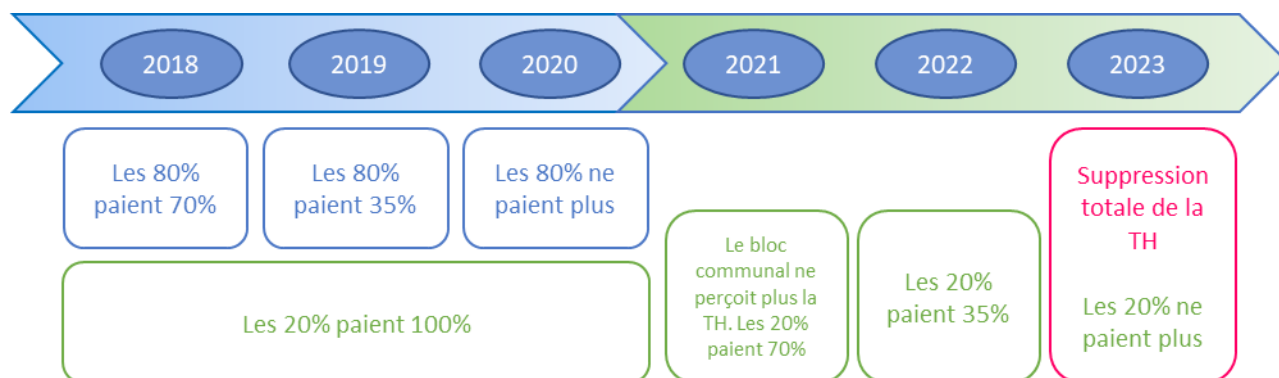 2018
2019
2020
2021
2022
2023
Les 80%
paient 70%
Les 80%
paient 35%
Les 80% ne
paient plus
Les 20% paient 100%
Le bloc
communal ne
perçoit plus la
TH. Les 20%
paient 70%
Les 20%
paient 35%
Suppression
totale de la
TH
Les 20% ne
paient plus